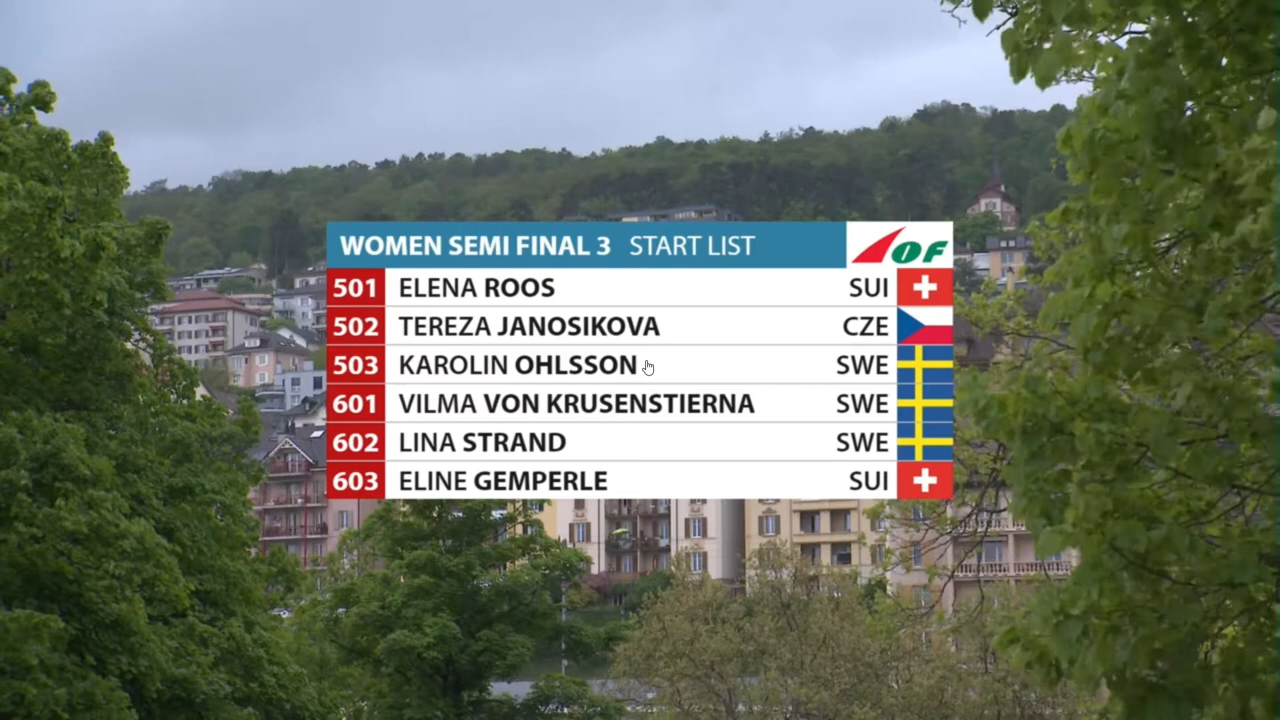 WOMEN SEMI FINAL 3 START LIST IOF
501 ELENA ROOS SUI
502 TEREZA JANOSIKOVA CZE
503 KAROLIN OHLSSON SWE
601 VILMA VON KRUSENSTIERNA SWE
602 LINA STRAND SWE
603 ELINE GEMPERLE SUI